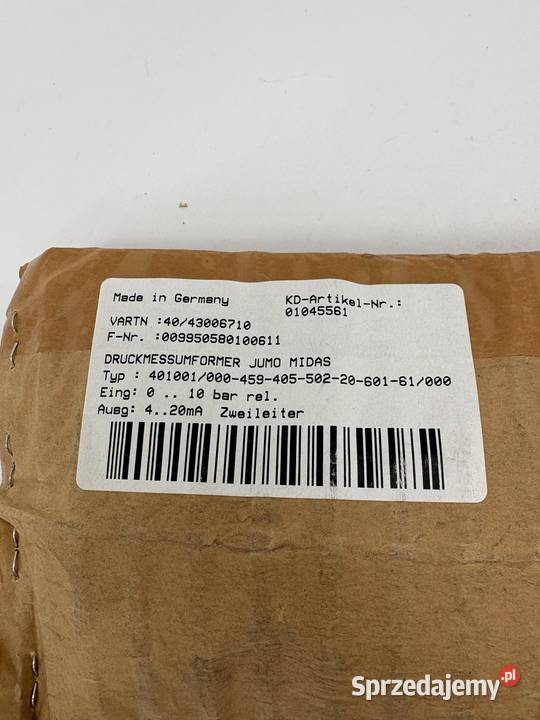 Made in Germany
KD-Artikel-Nr.:
01045561
VARTN :40/43006710
F-Nr. :009950580100611
DRUCKMESSUMFORMER JUMO MIDAS
Typ : 401001/000-459-405-502-20-601-61/000
Eing: 0 .. 10 bar rel.
Ausg: 4..20mA Zweileiter
Sprzedajemy.pl